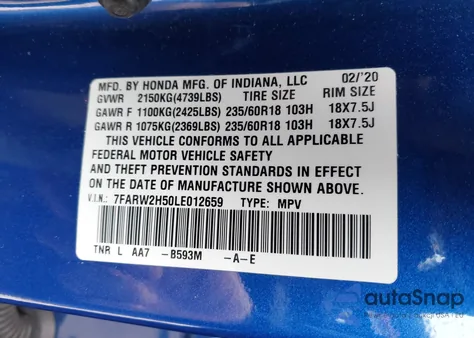 MFD. BY HONDA MFG. OF INDIANA, LLC 02/'20
GVWR 2150KG(4739LBS) TIRE SIZE RIM SIZE
GAWR F 1100KG(2425LBS) 235/60R18 103H 18X7.5J
GAWR R 1075KG(2369LBS) 235/60R18 103H 18X7.5J
THIS VEHICLE CONFORMS TO ALL APPLICABLE
FEDERAL MOTOR VEHICLE SAFETY
AND THEFT PREVENTION STANDARDS IN EFFECT
ON THE DATE OF MANUFACTURE SHOWN ABOVE.
V.I.N.: 7FARW2H50LE012659 TYPE: MPV
TNR L AA7 -B593M -A-E
autoSnap